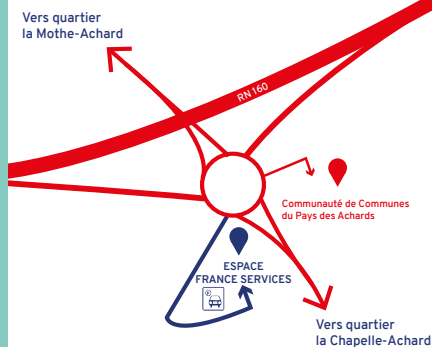 Vers quartier
la Mothe-Achard
RN 160
Communauté de Communes
du Pays des Achards
ESPACE
FRANCE SERVICES
P
Vers quartier
la Chapelle-Achard